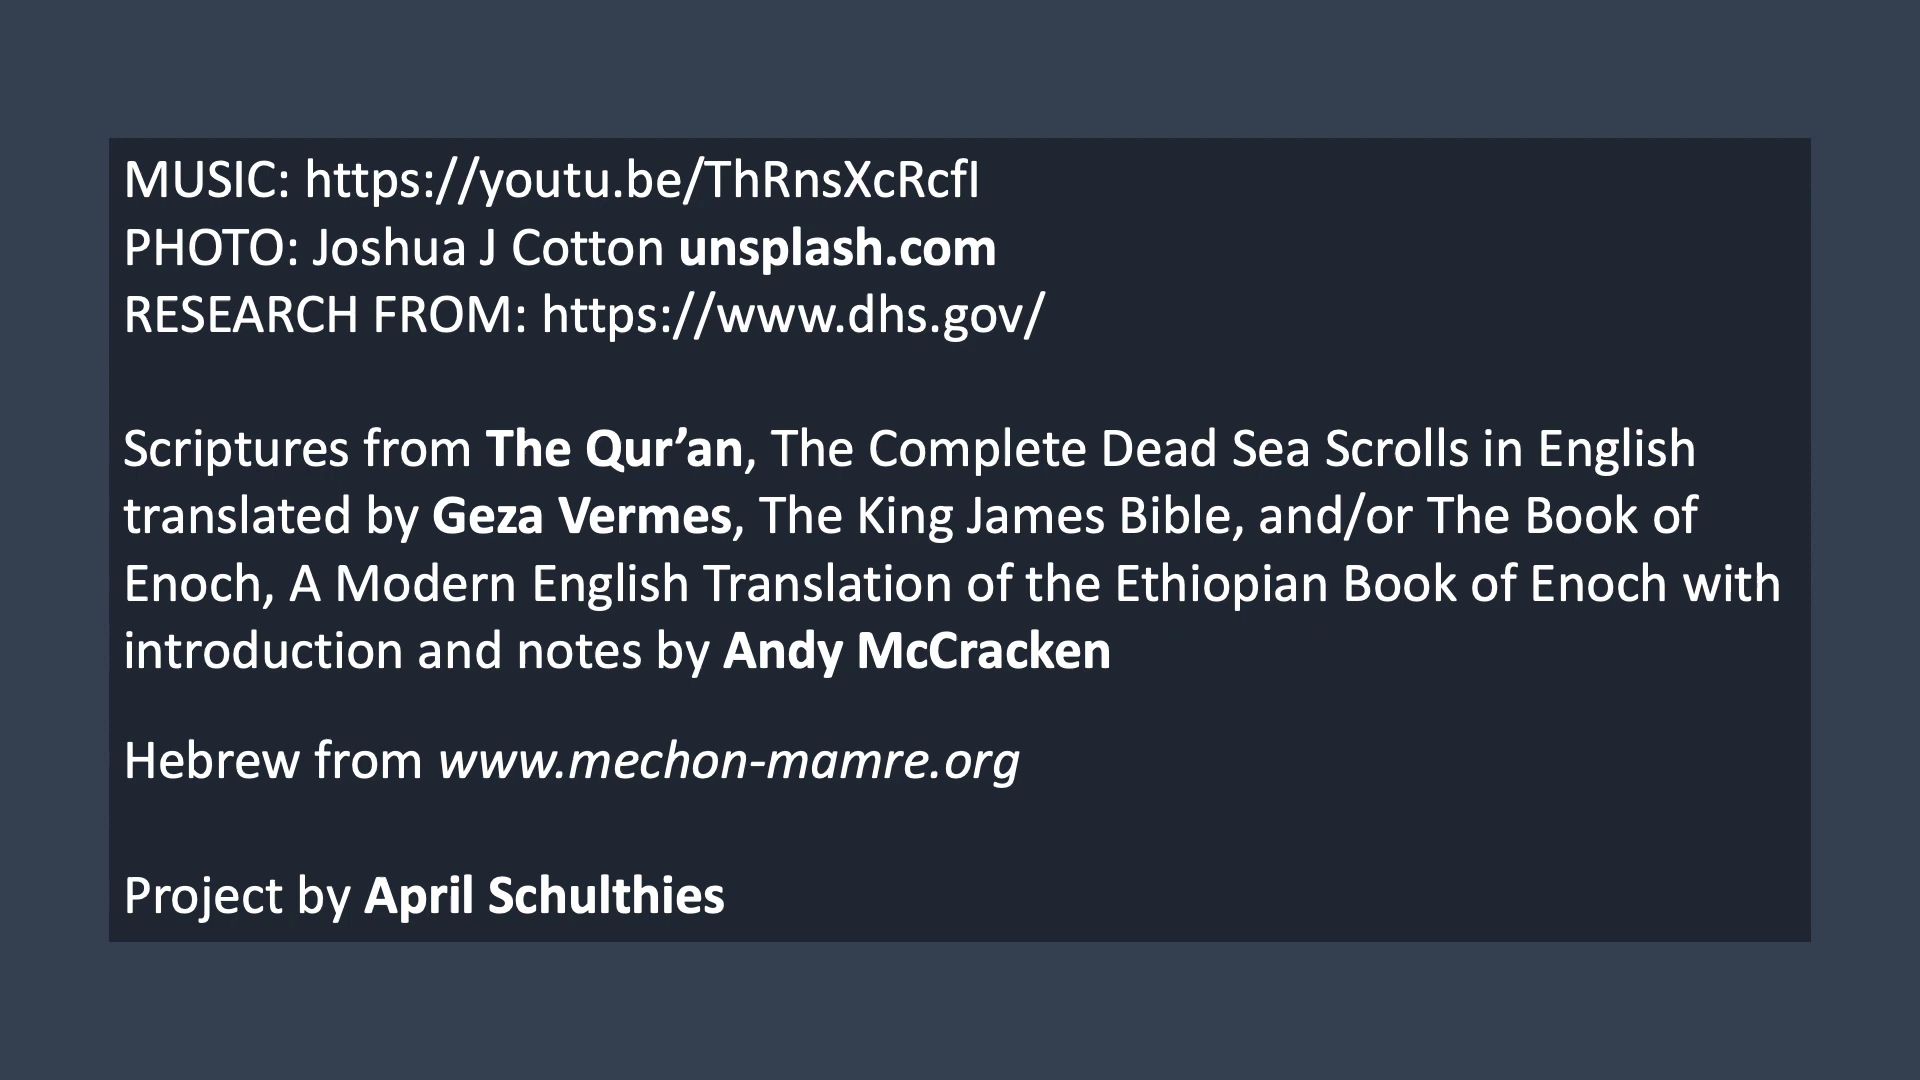 MUSIC: https://youtu.be/ThRnsXcRcfI
PHOTO: Joshua J Cotton unsplash.com
RESEARCH FROM: https://www.dhs.gov/
Scriptures from The Qur’an, The Complete Dead Sea Scrolls in English
translated by Geza Vermes, The King James Bible, and/or The Book of
Enoch, A Modern English Translation of the Ethiopian Book of Enoch with
introduction and notes by Andy McCracken
Hebrew from www.mechon-mamre.org
Project by April Schulthies